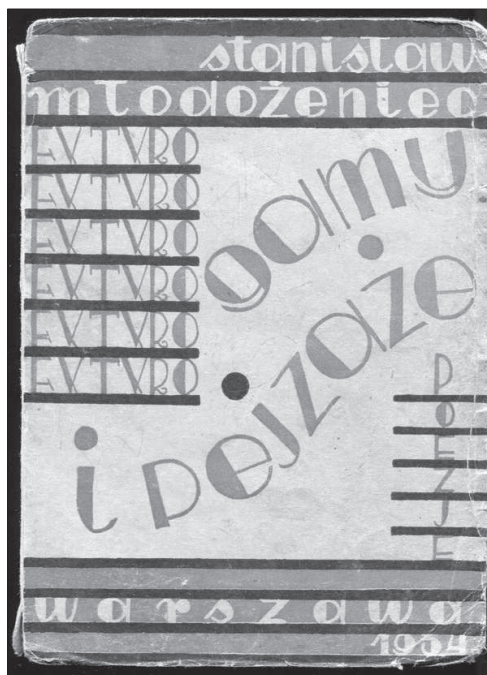 stanisław
młodożeniec
FVTVRO
FVTVRO
FVTVRO
FVTVRO
FVTVRO
FVTVRO
gamy
i pejzaże
POEZJE
warszawa
1934